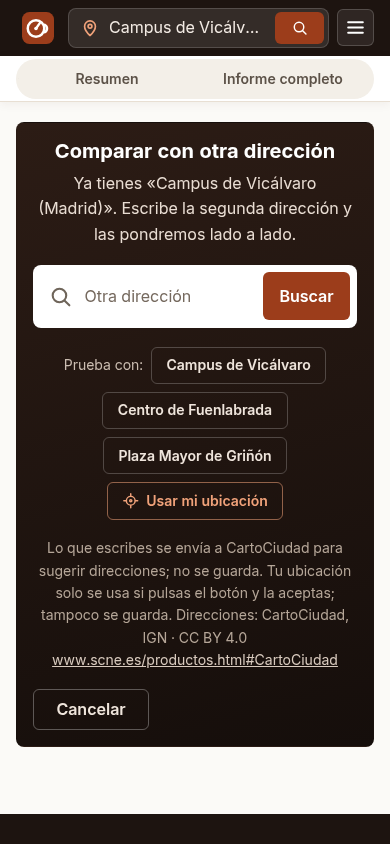 Campus de Vicálv...
Resumen
Informe completo
Comparar con otra dirección
Ya tienes «Campus de Vicálvaro
(Madrid)». Escribe la segunda dirección y
las pondremos lado a lado.
Otra dirección
Buscar
Prueba con:
Campus de Vicálvaro
Centro de Fuenlabrada
Plaza Mayor de Griñón
Usar mi ubicación
Lo que escribes se envía a CartoCiudad para
sugerir direcciones; no se guarda. Tu ubicación
solo se usa si pulsas el botón y la aceptas;
tampoco se guarda. Direcciones: CartoCiudad,
IGN · CC BY 4.0
www.scne.es/productos.html#CartoCiudad
Cancelar